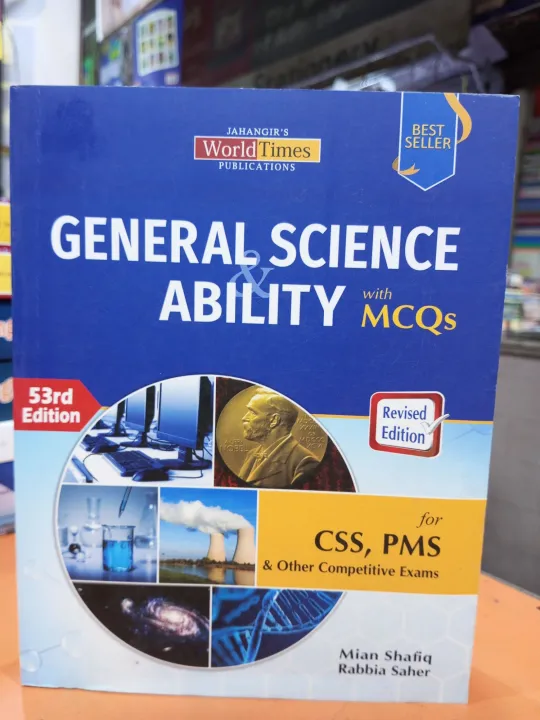 JAHANGIR'S
WorldTimes
PUBLICATIONS
BEST
SELLER
GENERAL SCIENCE
&
ABILITY with
MCQs
53rd
Edition
Revised
Edition
for
CSS, PMS
& Other Competitive Exams
Mian Shafiq
Rabbia Saher